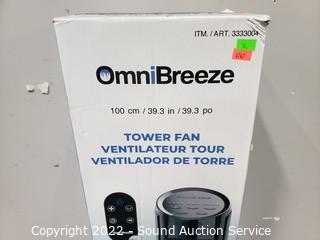 ITM. / ART. 3333004
OmniBreeze
100 cm / 39.3 in / 39.3 po
TOWER FAN
VENTILATEUR TOUR
VENTILADOR DE TORRE
Copyright 2022 - Sound Auction Service